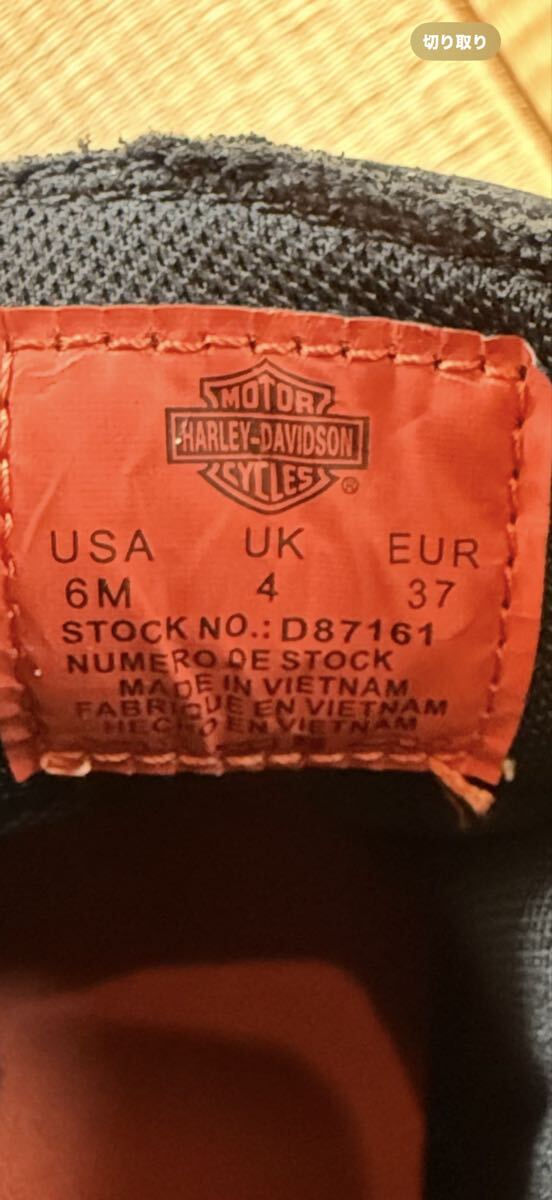 切り取り
MOTOR
HARLEY-DAVIDSON
CYCLES®
USA UK EUR
6M 4 37
STOCK NO.: D87161
NUMERO DE STOCK
MADE IN VIETNAM
FABRIQUE EN VIETNAM
HECHO EN VIETNAM